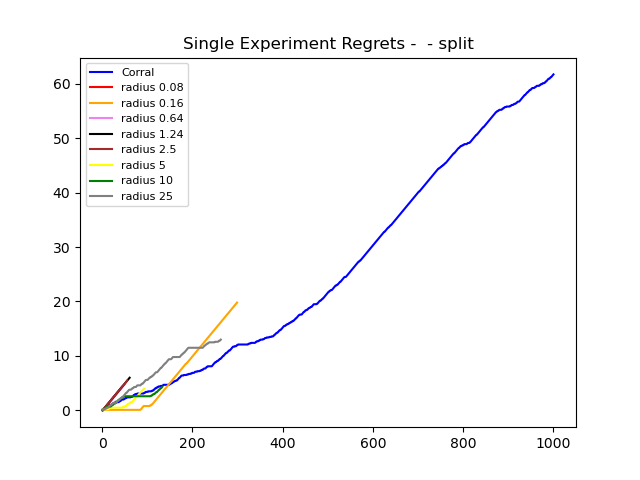 Single Experiment Regrets -  - split
Corral
radius 0.08
radius 0.16
radius 0.64
radius 1.24
radius 2.5
radius 5
radius 10
radius 25
60
50
40
30
20
10
0
0 200 400 600 800 1000